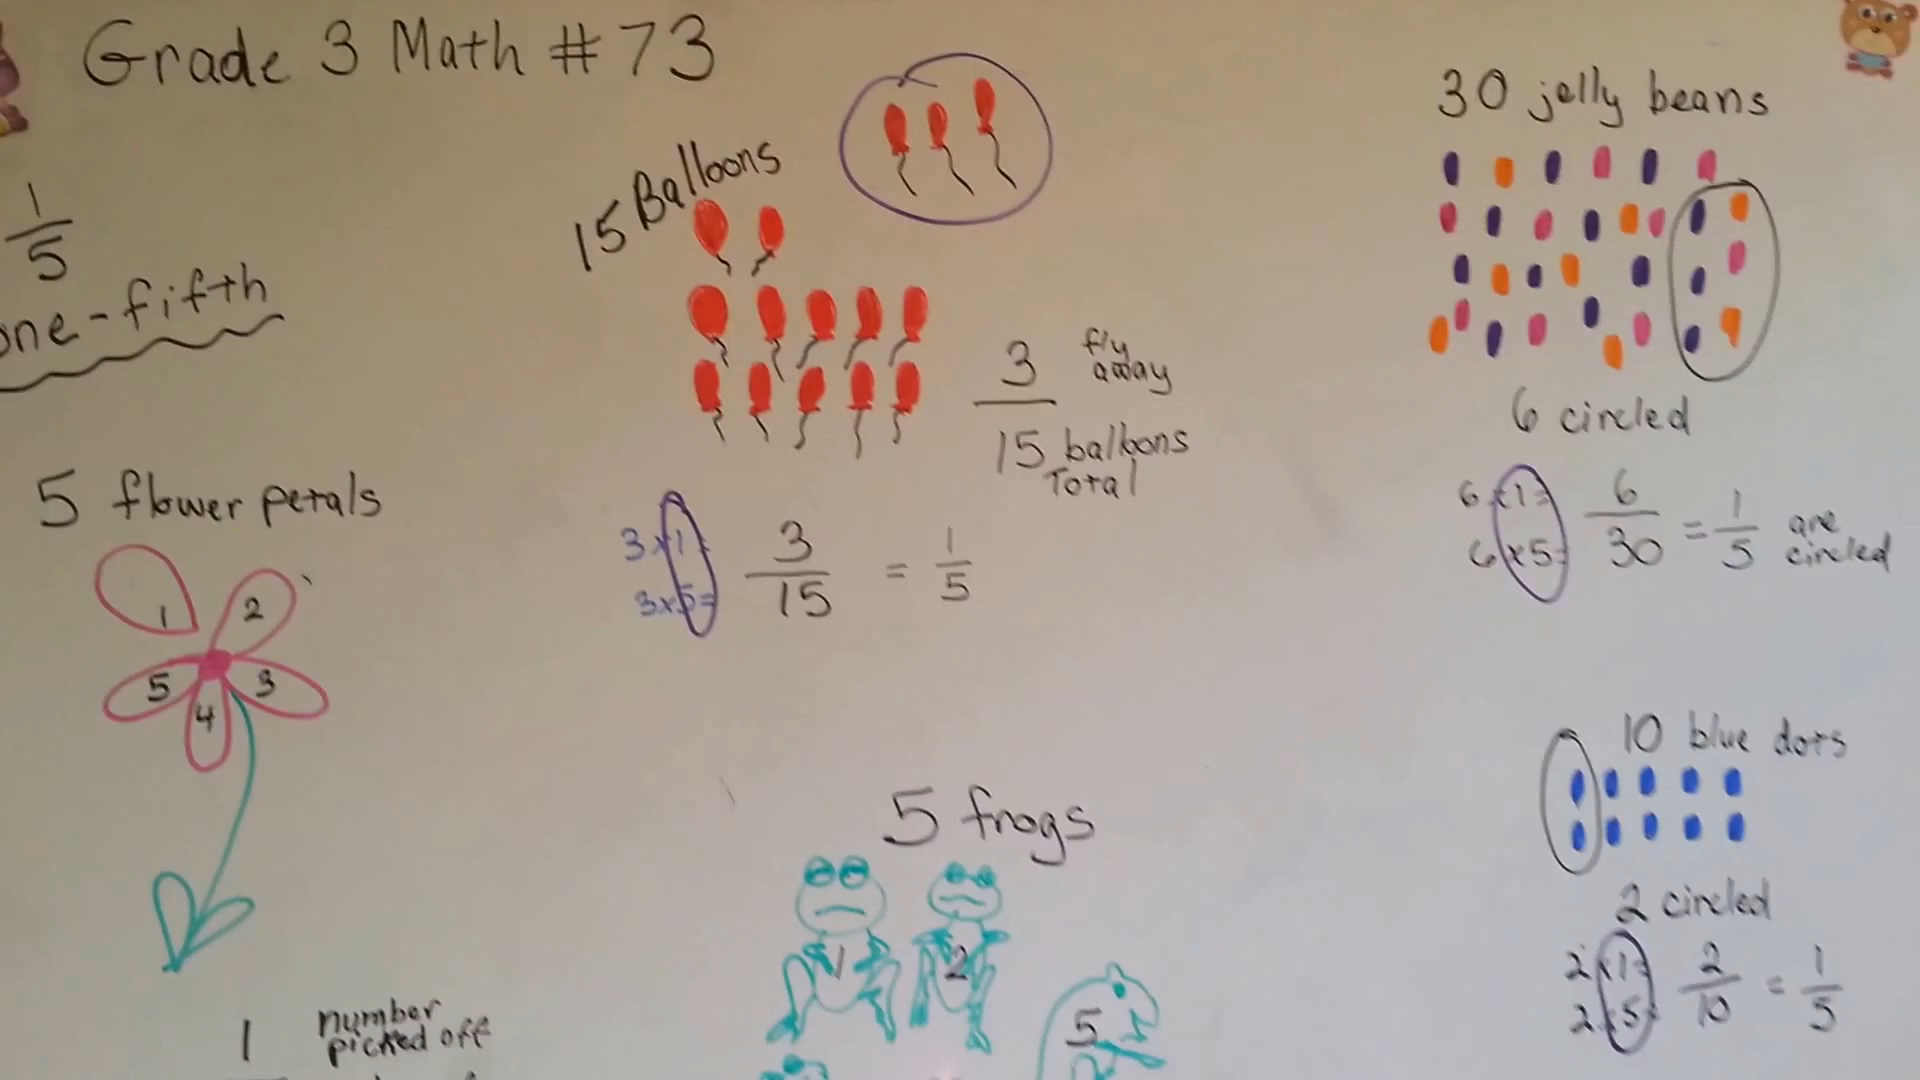 Grade 3 Math #73
1
5
one-fifth
5 flower petals
1
2
3
4
5
1 number
picked off
15 Balloons
3 fly
away
15 balloons
Total
3x1=
3x5=
3
15
=
1
5
5 frogs
1
2
5
30 jelly beans
6 circled
6x1=
6x5=
6
30
=
1
5
are
circled
10 blue dots
2 circled
2x1=
2x5=
2
10
=
1
5